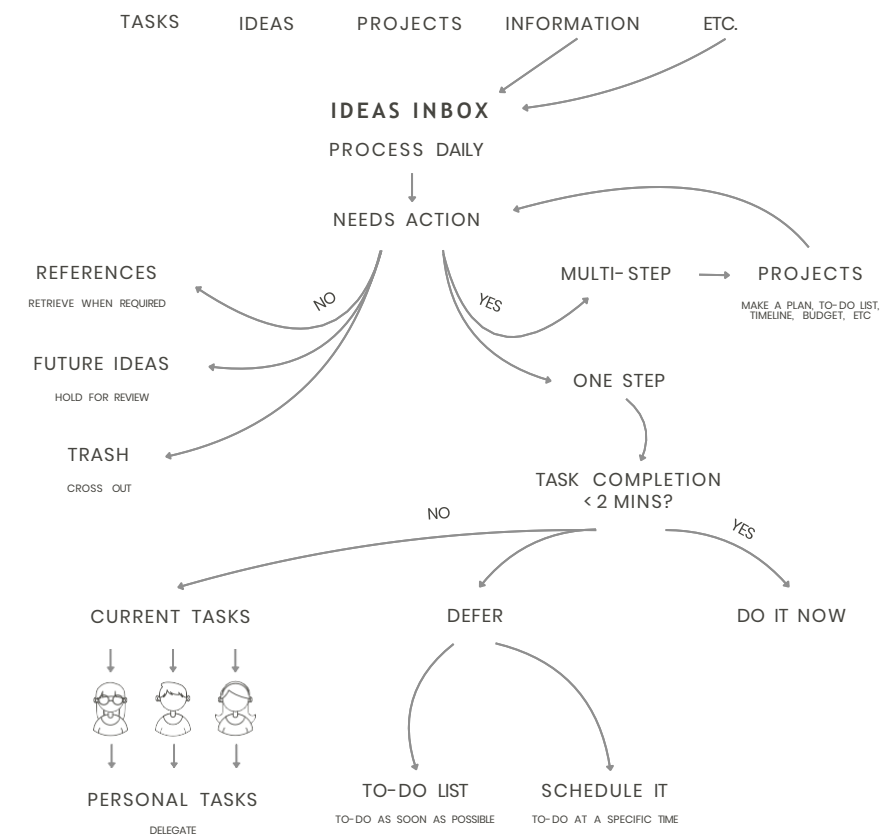 TASKS IDEAS PROJECTS INFORMATION ETC.
IDEAS INBOX
PROCESS DAILY
NEEDS ACTION
REFERENCES
RETRIEVE WHEN REQUIRED
NO
YES
MULTI-STEP
PROJECTS
MAKE A PLAN, TO-DO LIST,
TIMELINE, BUDGET, ETC
FUTURE IDEAS
HOLD FOR REVIEW
ONE STEP
TRASH
CROSS OUT
TASK COMPLETION
< 2 MINS?
NO
YES
CURRENT TASKS
DEFER
DO IT NOW
PERSONAL TASKS
DELEGATE
TO-DO LIST
TO-DO AS SOON AS POSSIBLE
SCHEDULE IT
TO-DO AT A SPECIFIC TIME